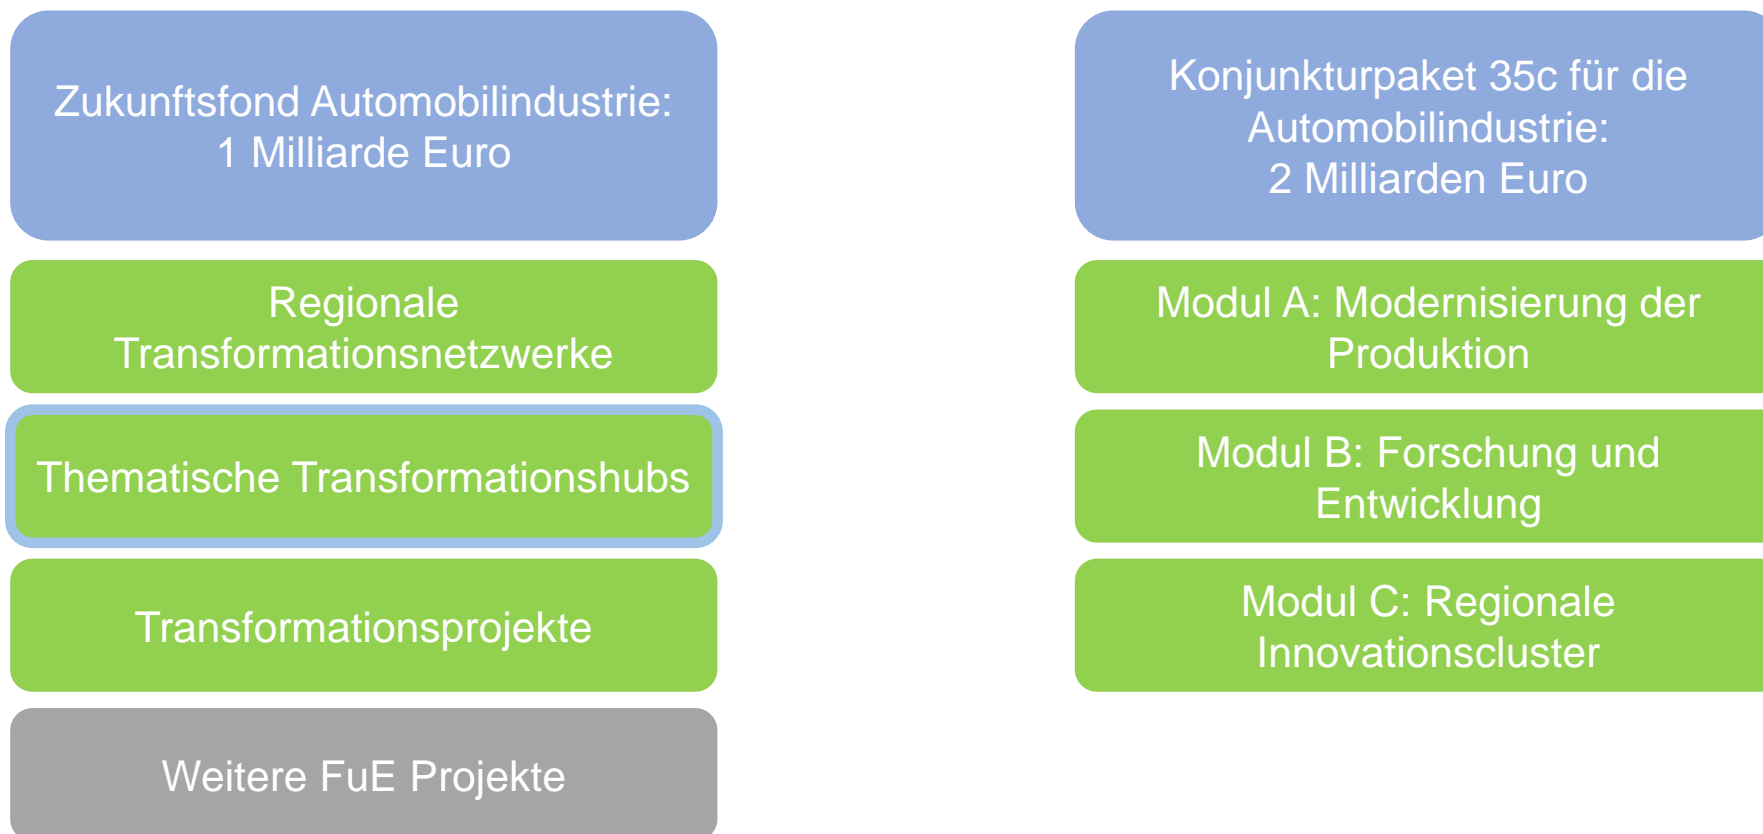 Zukunftsfond Automobilindustrie:
1 Milliarde Euro
Regionale
Transformationsnetzwerke
Thematische Transformationshubs
Transformationsprojekte
Weitere FuE Projekte
Konjunkturpaket 35c für die
Automobilindustrie:
2 Milliarden Euro
Modul A: Modernisierung der
Produktion
Modul B: Forschung und
Entwicklung
Modul C: Regionale
Innovationscluster